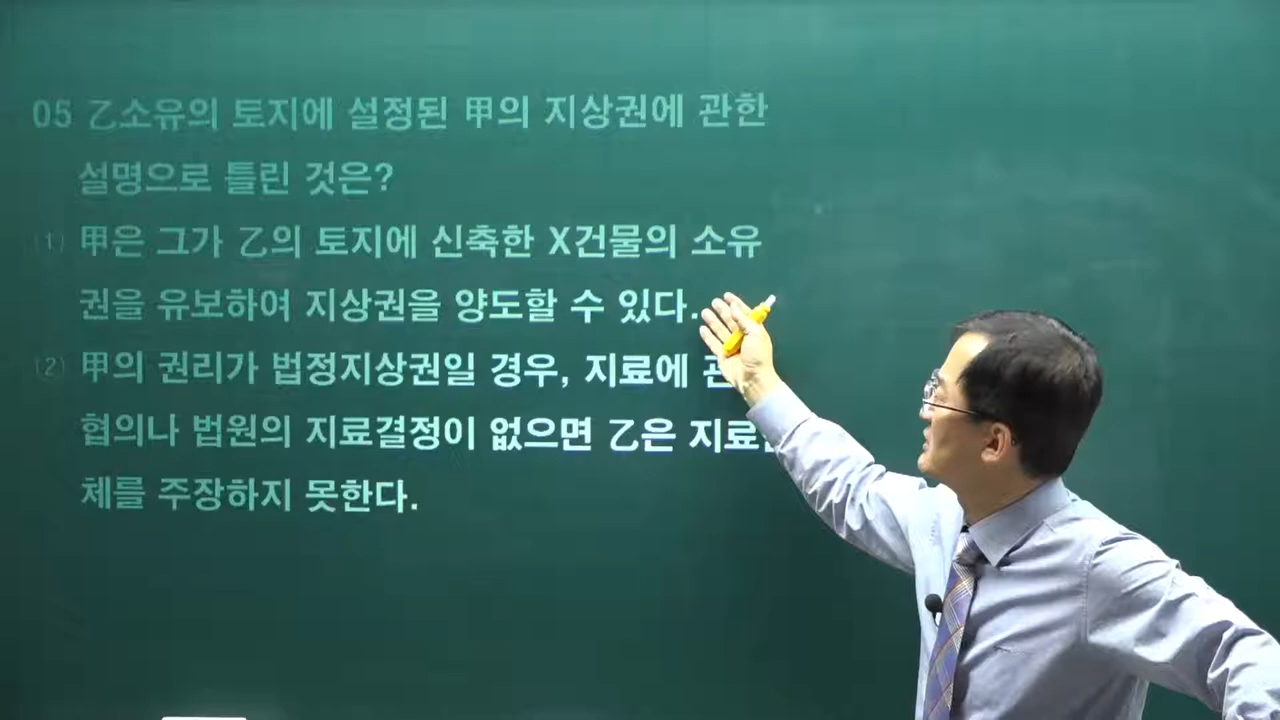 05 乙소유의 토지에 설정된 甲의 지상권에 관한
설명으로 틀린 것은?
(1) 甲은 그가 乙의 토지에 신축한 X건물의 소유
권을 유보하여 지상권을 양도할 수 있다.
(2) 甲의 권리가 법정지상권일 경우, 지료에
협의나 법원의 지료결정이 없으면 乙은
체를 주장하지 못한다.